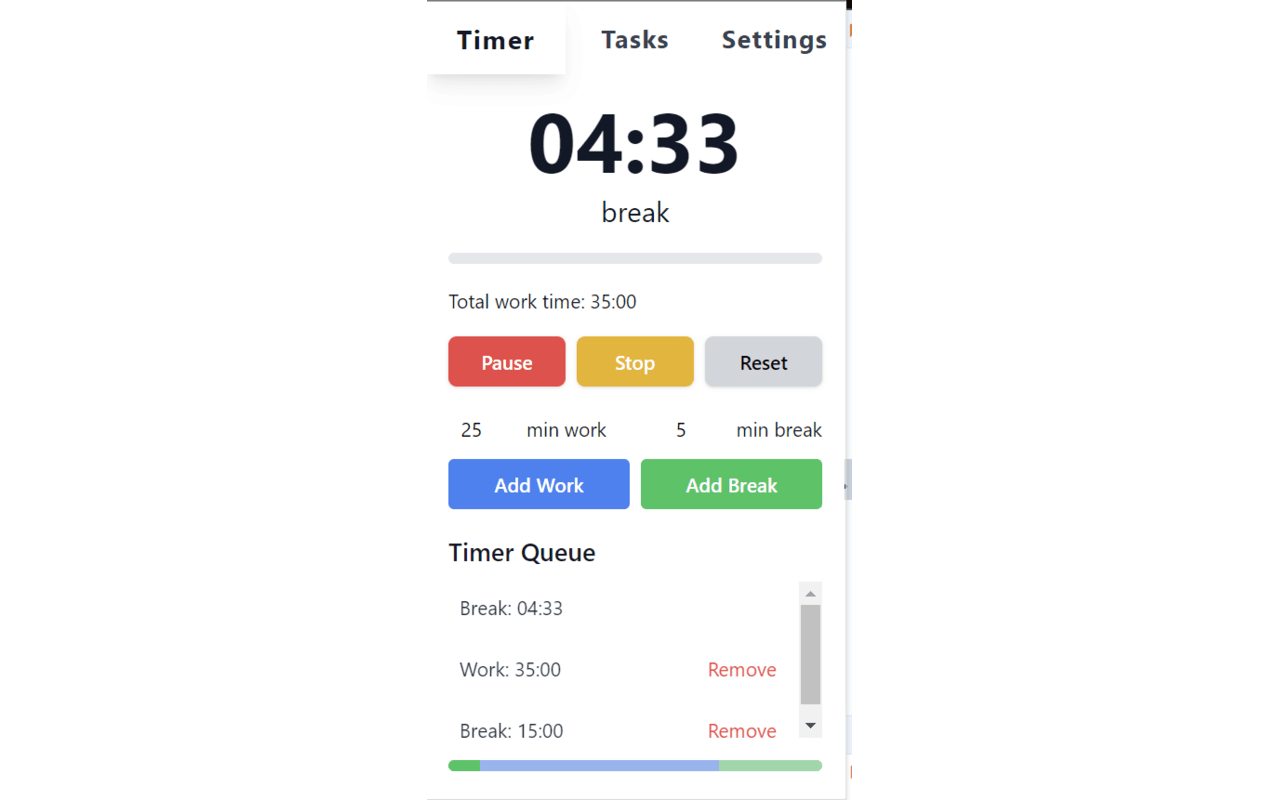 Timer Tasks Settings
04:33
break
Total work time: 35:00
Pause Stop Reset
25 min work 5 min break
Add Work Add Break
Timer Queue
Break: 04:33
Work: 35:00 Remove
Break: 15:00 Remove